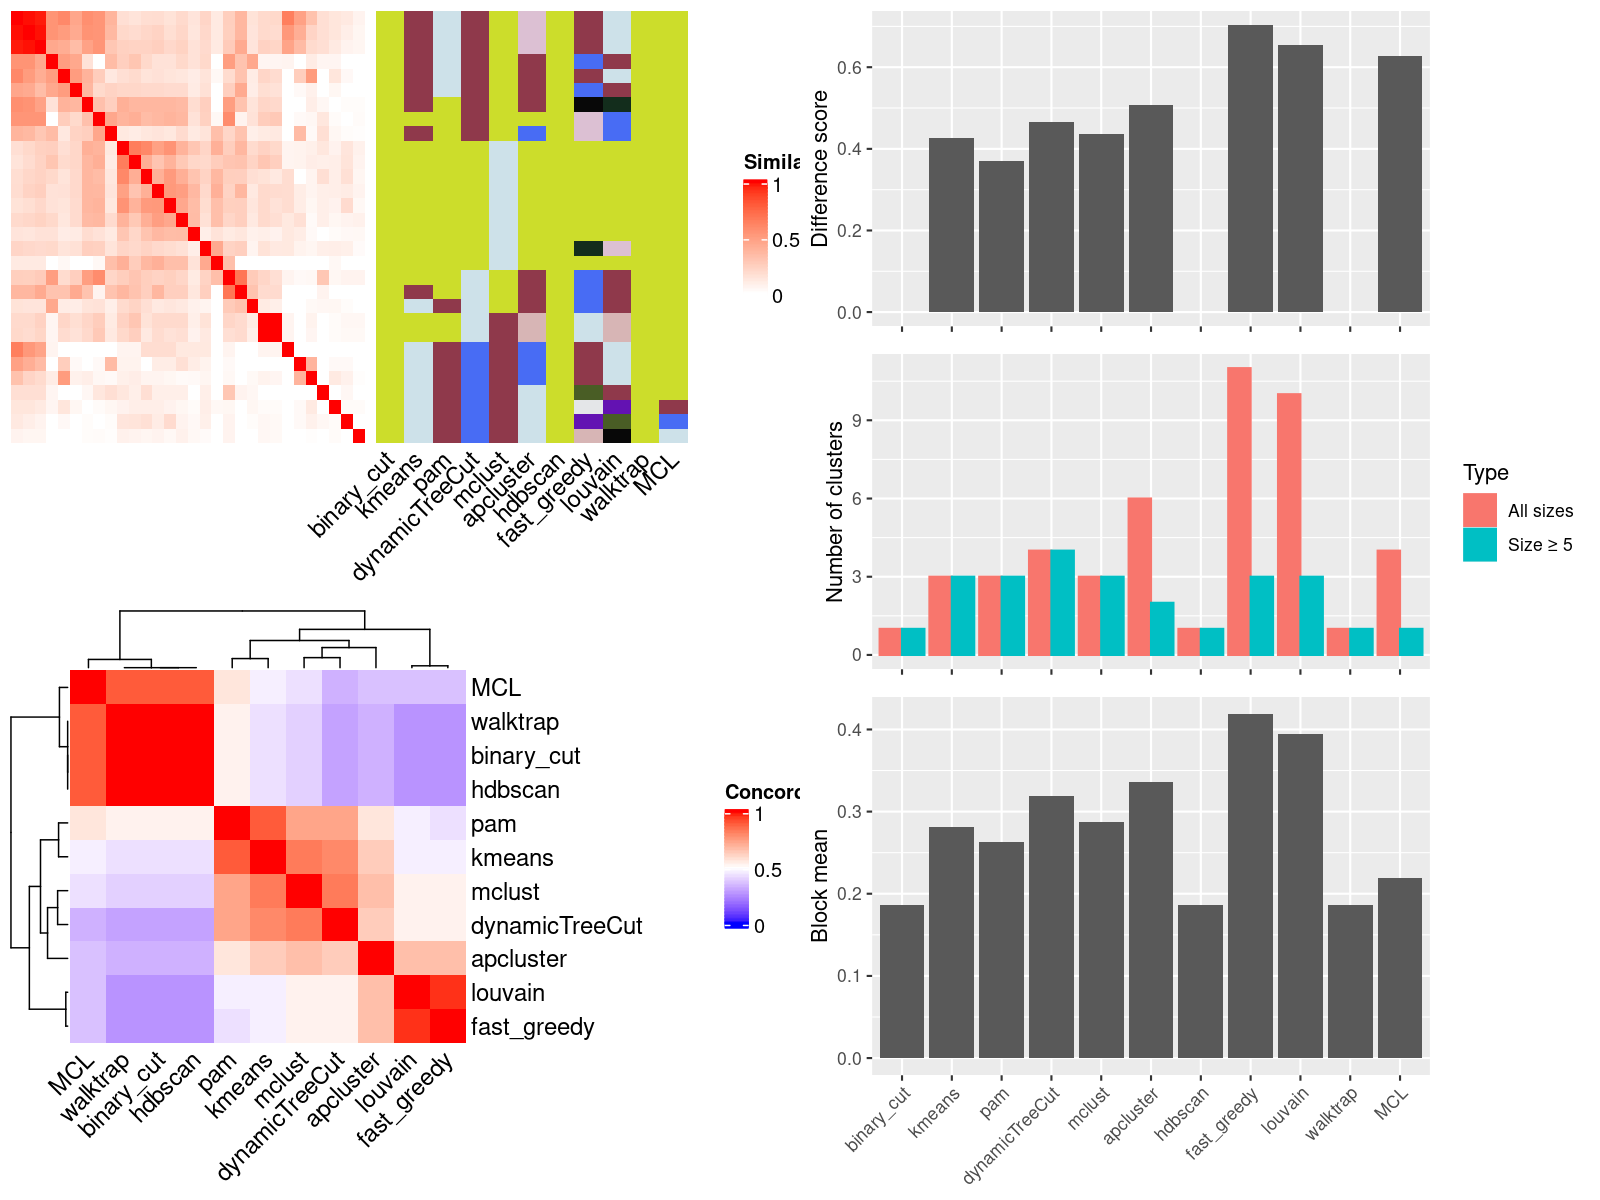 Simila
1
0.5
0
binary_cut
kmeans
pam
dynamicTreeCut
mclust
apcluster
hdbscan
fast_greedy
louvain
walktrap
MCL
MCL
walktrap
binary_cut
hdbscan
pam
kmeans
mclust
dynamicTreeCut
apcluster
louvain
fast_greedy
MCL
walktrap
binary_cut
hdbscan
pam
kmeans
mclust
dynamicTreeCut
apcluster
louvain
fast_greedy
Concord
1
0.5
0
Difference score
0.6
0.4
0.2
0.0
Number of clusters
9
6
3
0
Type
All sizes
Size ≥ 5
Block mean
0.4
0.3
0.2
0.1
0.0
binary_cut
kmeans
pam
dynamicTreeCut
mclust
apcluster
hdbscan
fast_greedy
louvain
walktrap
MCL